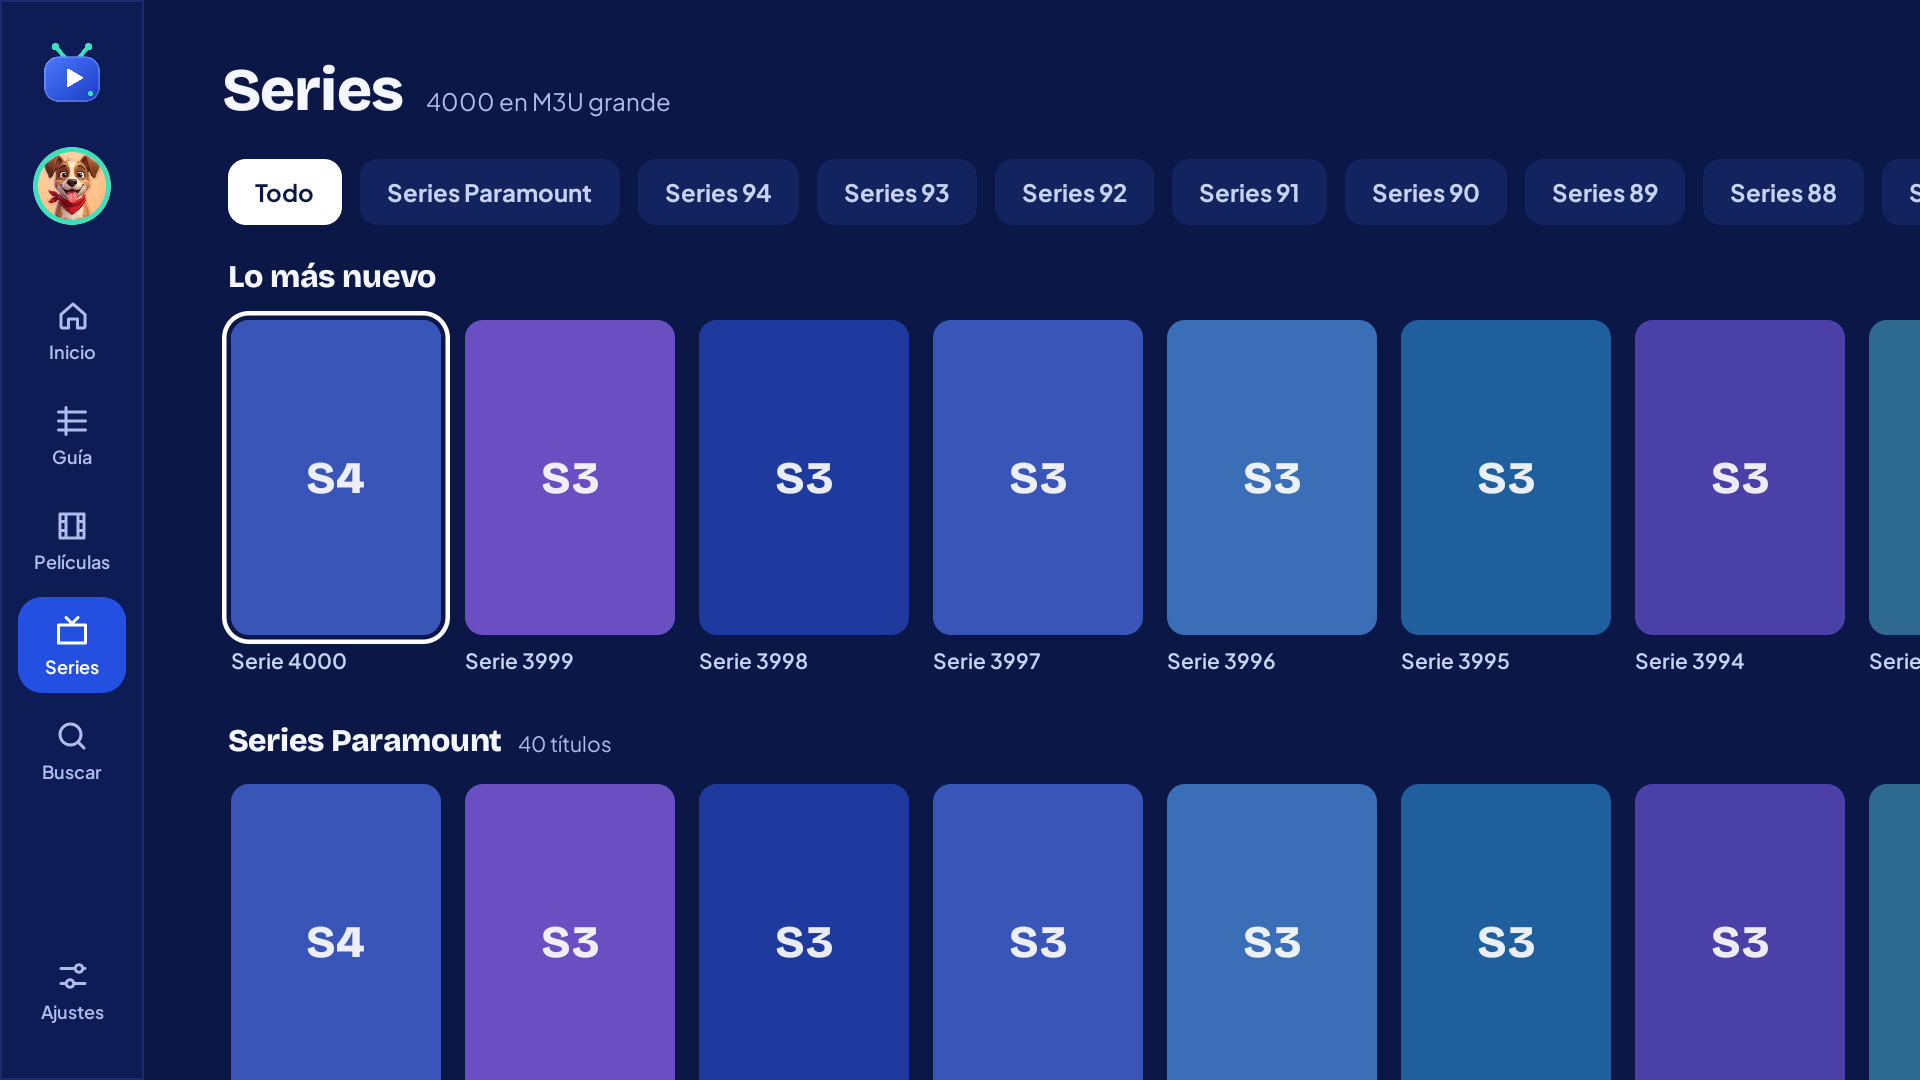 Series 4000 en M3U grande
Todo Series Paramount Series 94 Series 93 Series 92 Series 91 Series 90 Series 89 Series 88 S
Lo más nuevo
S4 S3 S3 S3 S3 S3 S3
Serie 4000 Serie 3999 Serie 3998 Serie 3997 Serie 3996 Serie 3995 Serie 3994 Serie
Series Paramount 40 títulos
S4 S3 S3 S3 S3 S3 S3
Inicio
Guía
Películas
Series
Buscar
Ajustes